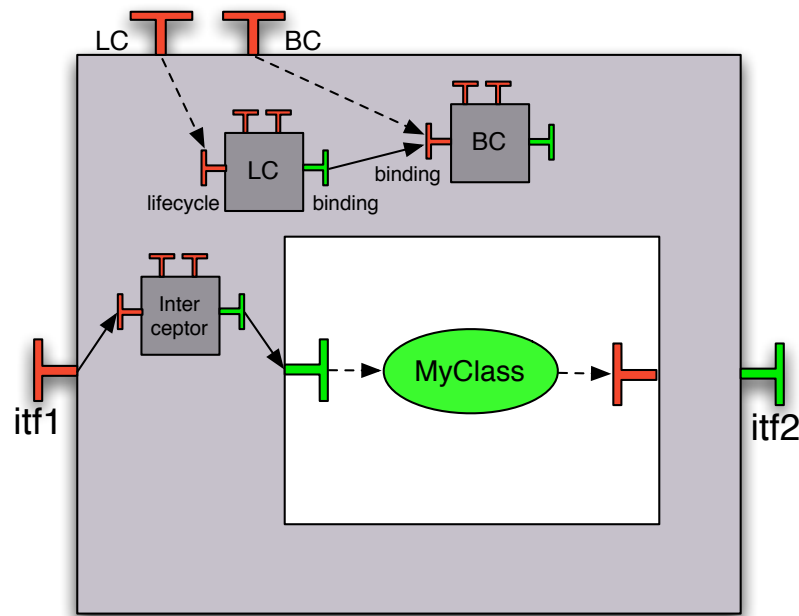 LC
BC
BC
LC
binding
lifecycle
binding
Inter
ceptor
MyClass
itf1
itf2